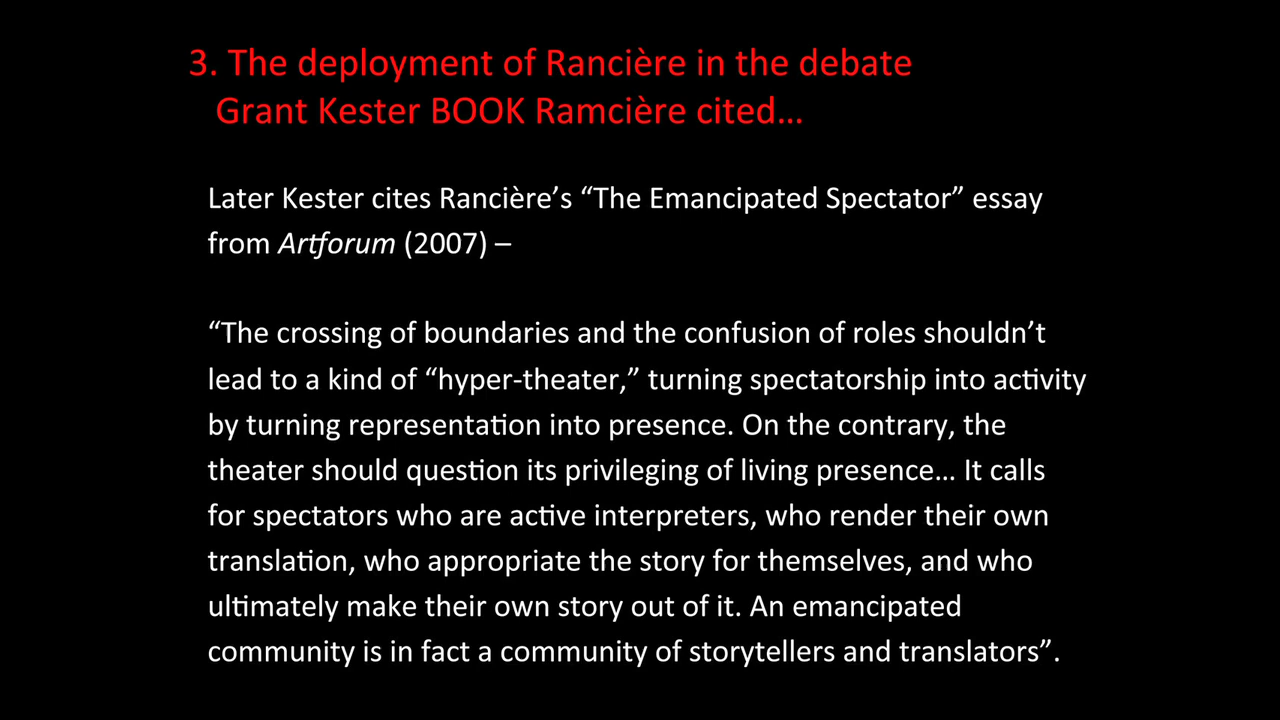 3. The deployment of Rancière in the debate
Grant Kester BOOK Ramcière cited…
Later Kester cites Rancière’s “The Emancipated Spectator” essay
from Artforum (2007) –
“The crossing of boundaries and the confusion of roles shouldn’t
lead to a kind of “hyper-theater,” turning spectatorship into activity
by turning representation into presence. On the contrary, the
theater should question its privileging of living presence… It calls
for spectators who are active interpreters, who render their own
translation, who appropriate the story for themselves, and who
ultimately make their own story out of it. An emancipated
community is in fact a community of storytellers and translators”.